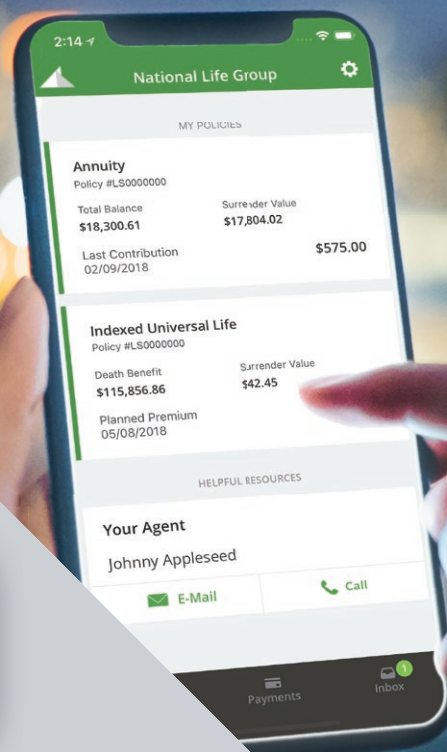 2:14
National Life Group
MY POLICIES
Annuity
Policy #LS0000000
Total Balance Surrender Value
$18,300.61 $17,804.02
Last Contribution $575.00
02/09/2018
Indexed Universal Life
Policy #LS0000000
Death Benefit Surrender Value
$115,856.86 $42.45
Planned Premium
05/08/2018
HELPFUL RESOURCES
Your Agent
Johnny Appleseed
E-Mail Call
Payments Inbox 1